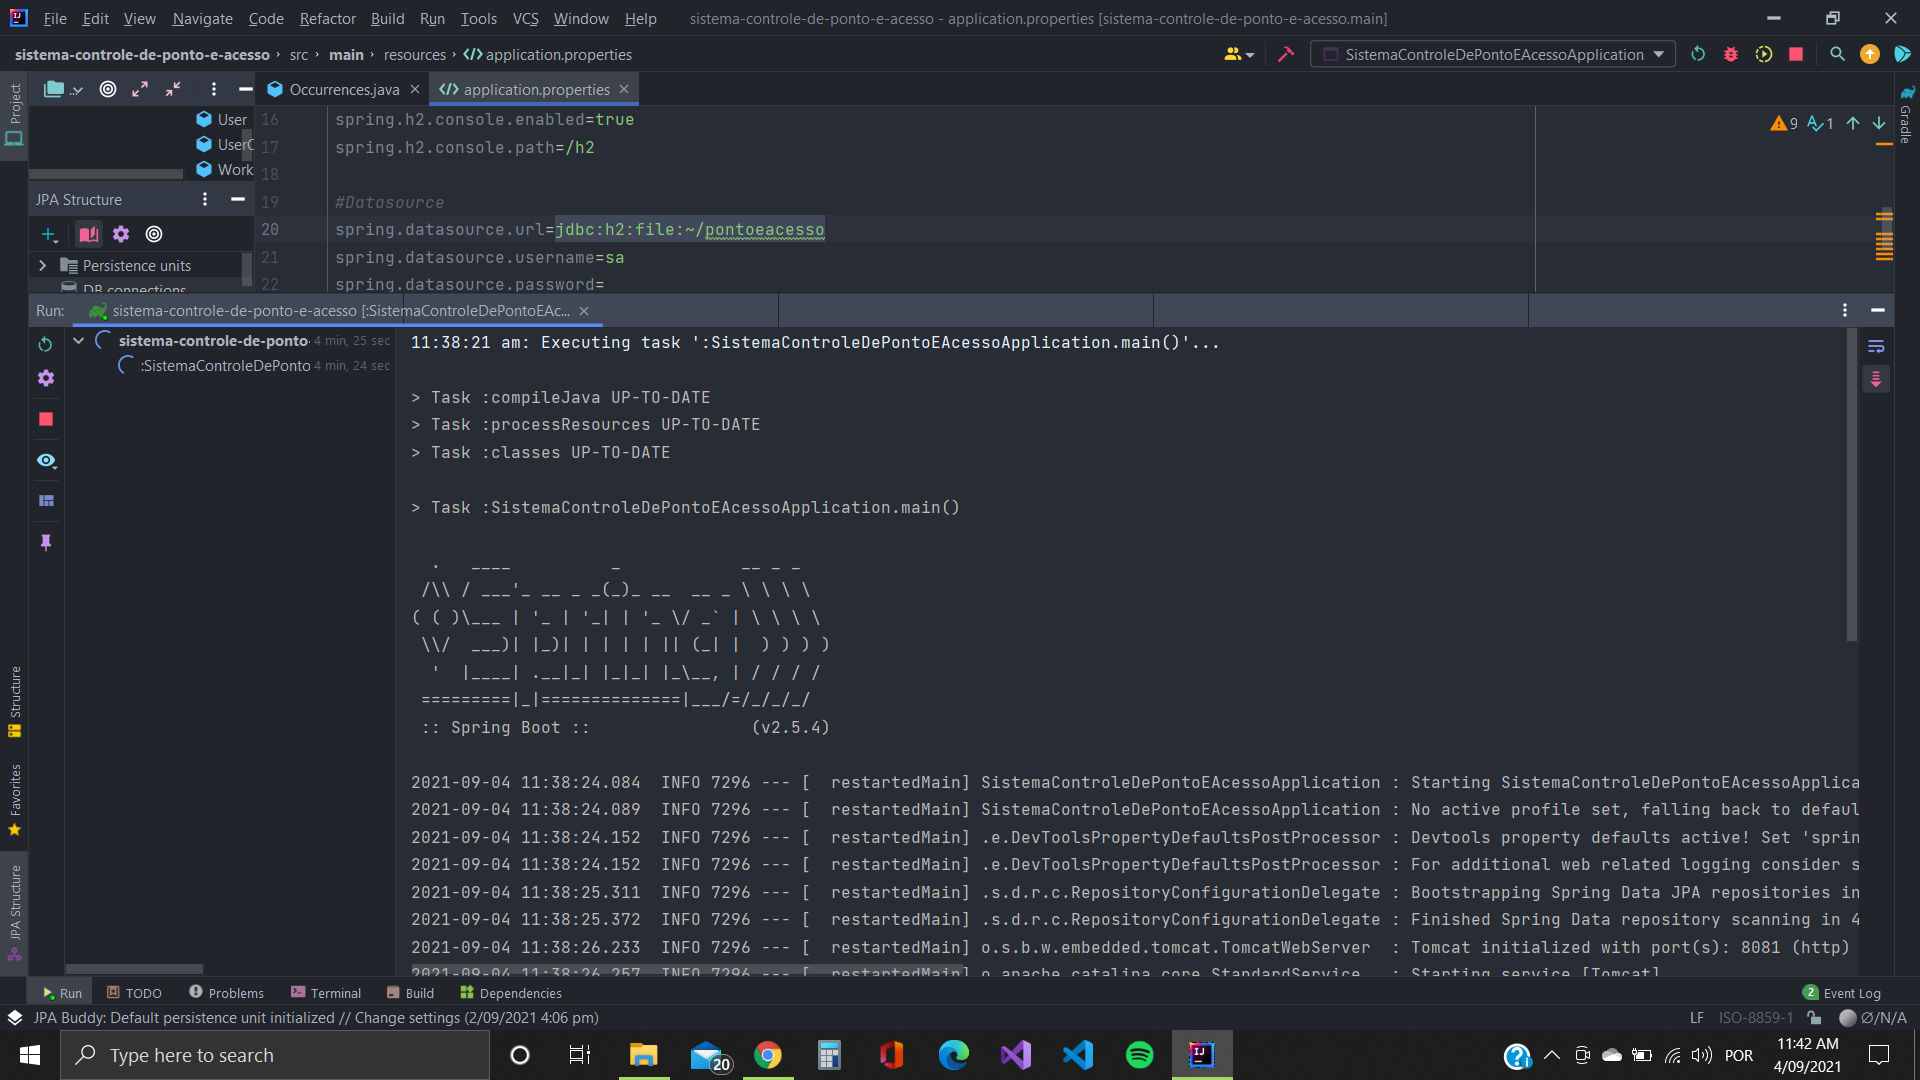 File Edit View Navigate Code Refactor Build Run Tools VCS Window Help sistema-controle-de-ponto-e-acesso - application.properties [sistema-controle-de-ponto-e-acesso.main]
sistema-controle-de-ponto-e-acesso › src › main › resources › application.properties SistemaControleDePontoEAcessoApplication
Project
.. Occurrences.java × application.properties ×
User
UserC
Work
JPA Structure
Persistence units
DB connections
16 spring.h2.console.enabled=true
17 spring.h2.console.path=/h2
18
19 #Datasource
20 spring.datasource.url=jdbc:h2:file:~/pontoeacesso
21 spring.datasource.username=sa
22 spring.datasource.password=
9 1
Gradle
Run: sistema-controle-de-ponto-e-acesso [:SistemaControleDePontoEAc... ×
sistema-controle-de-ponto- 4 min, 25 sec
:SistemaControleDePonto 4 min, 24 sec
11:38:21 am: Executing task ':SistemaControleDePontoEAcessoApplication.main()'...
> Task :compileJava UP-TO-DATE
> Task :processResources UP-TO-DATE
> Task :classes UP-TO-DATE
> Task :SistemaControleDePontoEAcessoApplication.main()
  .   ____          _            __ _ _
 /\\ / ___'_ __ _ _(_)_ __  __ _ \ \ \ \
( ( )\___ | '_ | '_| | '_ \/ _` | \ \ \ \
 \\/  ___)| |_)| | | | | || (_| |  ) ) ) )
  '  |____| .__|_| |_|_| |_\__, | / / / /
 =========|_|==============|___/=/_/_/_/
 :: Spring Boot ::                (v2.5.4)
2021-09-04 11:38:24.084  INFO 7296 --- [  restartedMain] SistemaControleDePontoEAcessoApplication : Starting SistemaControleDePontoEAcessoApplica
2021-09-04 11:38:24.089  INFO 7296 --- [  restartedMain] SistemaControleDePontoEAcessoApplication : No active profile set, falling back to defaul
2021-09-04 11:38:24.152  INFO 7296 --- [  restartedMain] .e.DevToolsPropertyDefaultsPostProcessor : Devtools property defaults active! Set 'sprin
2021-09-04 11:38:24.152  INFO 7296 --- [  restartedMain] .e.DevToolsPropertyDefaultsPostProcessor : For additional web related logging consider s
2021-09-04 11:38:25.311  INFO 7296 --- [  restartedMain] .s.d.r.c.RepositoryConfigurationDelegate : Bootstrapping Spring Data JPA repositories in
2021-09-04 11:38:25.372  INFO 7296 --- [  restartedMain] .s.d.r.c.RepositoryConfigurationDelegate : Finished Spring Data repository scanning in 4
2021-09-04 11:38:26.233  INFO 7296 --- [  restartedMain] o.s.b.w.embedded.tomcat.TomcatWebServer  : Tomcat initialized with port(s): 8081 (http)
2021-09-04 11:38:26.257  INFO 7296 --- [  restartedMain] o.apache.catalina.core.StandardService   : Starting service [Tomcat]
Structure
Favorites
JPA Structure
Run TODO Problems Terminal Build Dependencies 2 Event Log
JPA Buddy: Default persistence unit initialized // Change settings (2/09/2021 4:06 pm) LF ISO-8859-1 Ø/N/A
Type here to search 20 POR 11:42 AM
4/09/2021